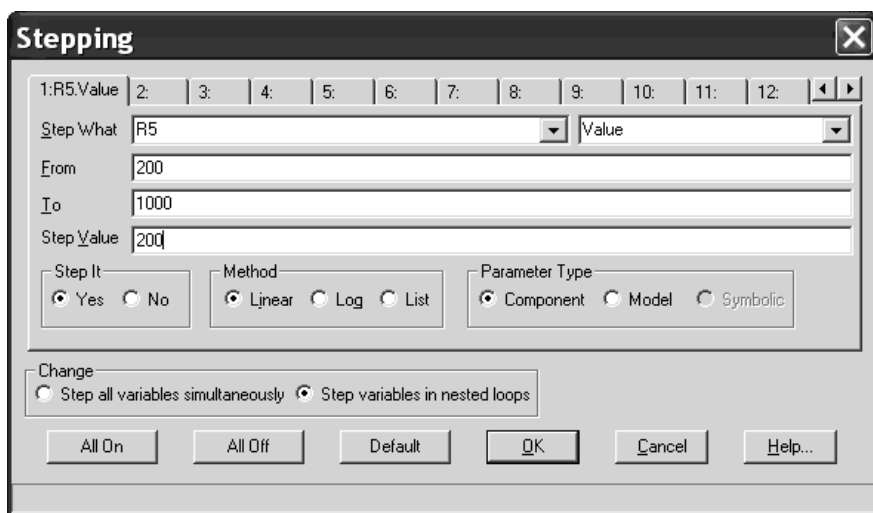 Stepping
1:R5.Value 2: 3: 4: 5: 6: 7: 8: 9: 10: 11: 12:
Step What R5 Value
From 200
To 1000
Step Value 200
Step It Method Parameter Type
Yes No Linear Log List Component Model Symbolic
Change
Step all variables simultaneously Step variables in nested loops
All On All Off Default OK Cancel Help...